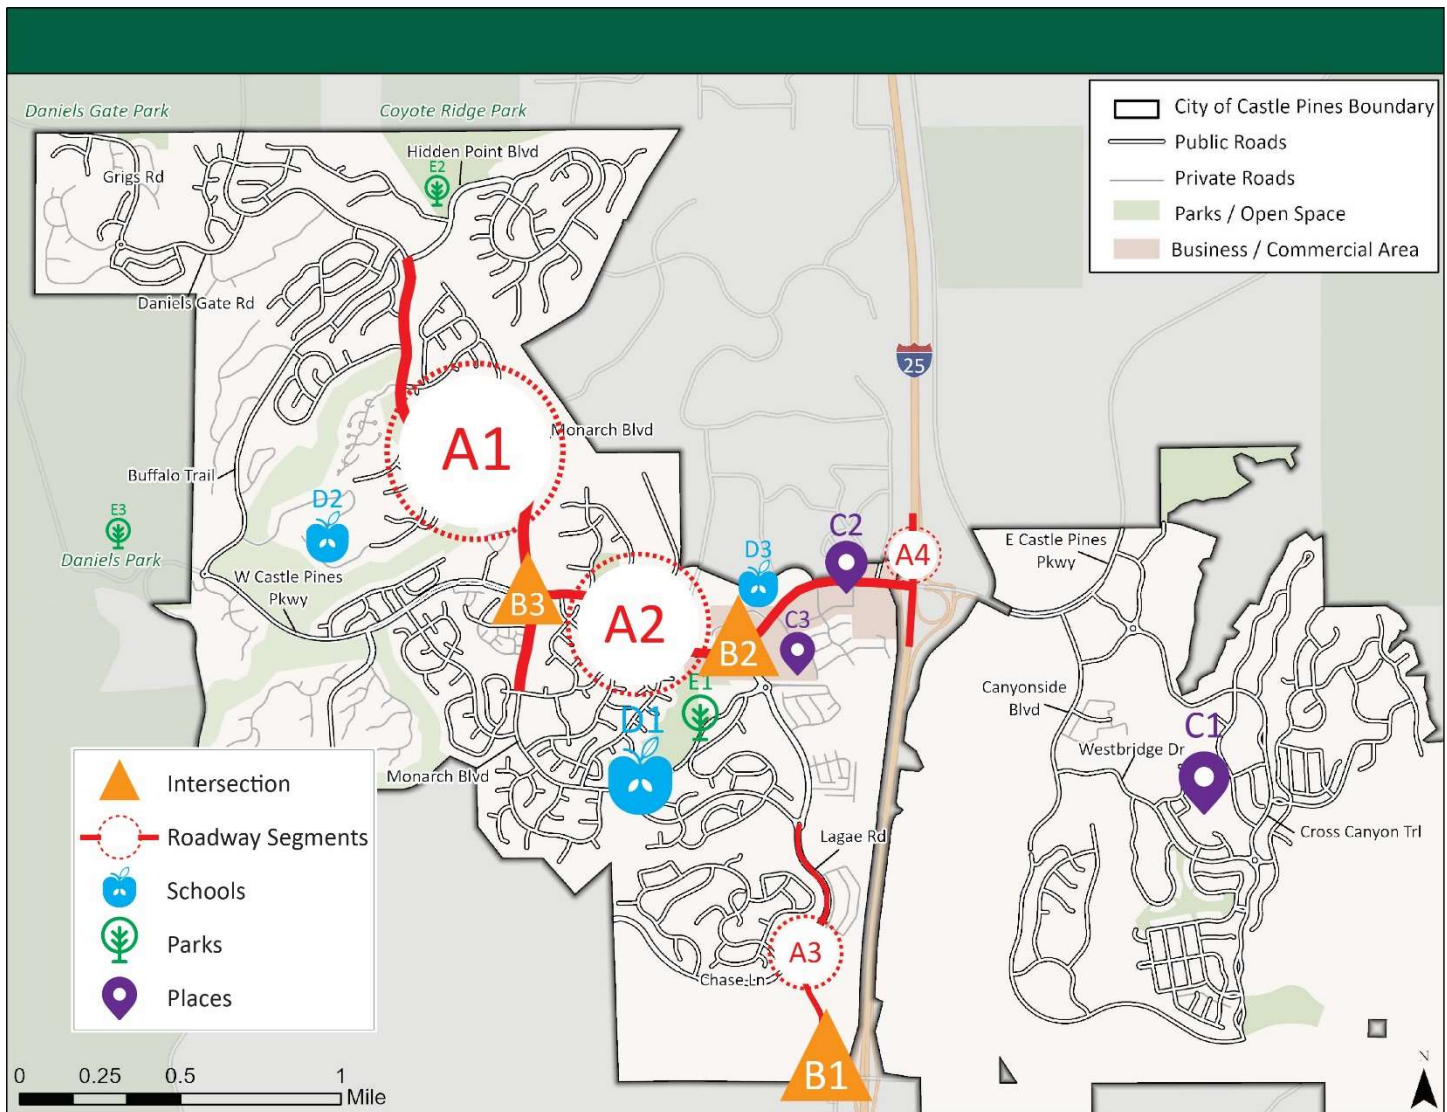 Daniels Gate Park
Coyote Ridge Park
City of Castle Pines Boundary
Public Roads
Private Roads
Parks / Open Space
Business / Commercial Area
Hidden Point Blvd
Grigs Rd
E2
Daniels Gate Rd
25
A1
Monarch Blvd
Buffalo Trail
D2
E3
Daniels Park
W Castle Pines
Pkwy
B3
A2
D3
C2
A4
E Castle Pines
Pkwy
B2
C3
E1
D1
Canyonside
Blvd
Westbridge Dr
C1
Monarch Blvd
Cross Canyon Trl
Lagae Rd
A3
Chase Ln
B1
Intersection
Roadway Segments
Schools
Parks
Places
0 0.25 0.5 1
Mile
N